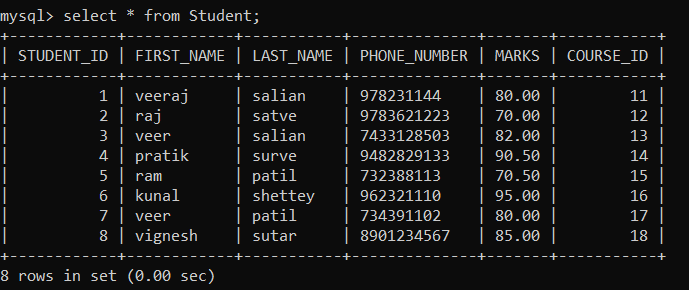 mysql> select * from Student;
+------------+------------+-----------+--------------+-------+-----------+
| STUDENT_ID | FIRST_NAME | LAST_NAME | PHONE_NUMBER | MARKS | COURSE_ID |
+------------+------------+-----------+--------------+-------+-----------+
|          1 | veeraj     | salian    | 978231144    | 80.00 |        11 |
|          2 | raj        | satve     | 9783621223   | 70.00 |        12 |
|          3 | veer       | salian    | 7433128503   | 82.00 |        13 |
|          4 | pratik     | surve     | 9482829133   | 90.50 |        14 |
|          5 | ram        | patil     | 732388113    | 70.50 |        15 |
|          6 | kunal      | shettey   | 962321110    | 95.00 |        16 |
|          7 | veer       | patil     | 734391102    | 80.00 |        17 |
|          8 | vignesh    | sutar     | 8901234567   | 85.00 |        18 |
+------------+------------+-----------+--------------+-------+-----------+
8 rows in set (0.00 sec)